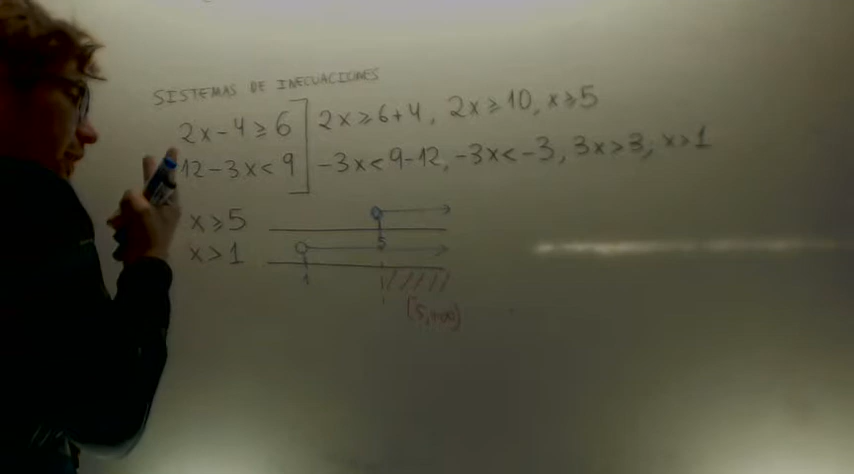 SISTEMAS DE INECUACIONES
2x-4≥6] 2x≥6+4, 2x≥10, x≥5
12-3x<9] -3x<9-12, -3x<-3, 3x>3; x>1
x≥5
5
x>1
1
[5,+∞)